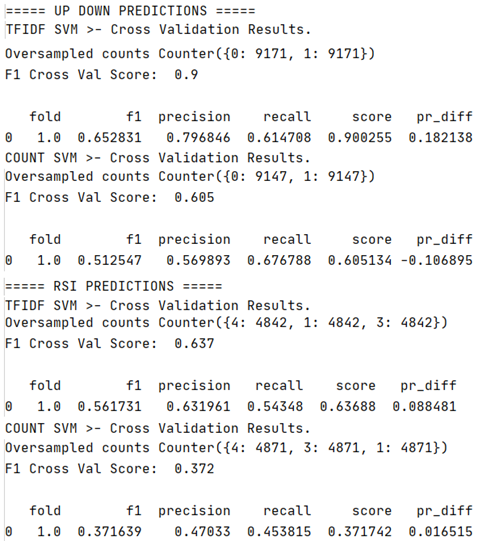 ===== UP DOWN PREDICTIONS =====
TFIDF SVM >- Cross Validation Results.
Oversampled counts Counter({0: 9171, 1: 9171})
F1 Cross Val Score:  0.9
fold        f1  precision    recall     score   pr_diff
0   1.0  0.652831   0.796846  0.614708  0.900255  0.182138
COUNT SVM >- Cross Validation Results.
Oversampled counts Counter({0: 9147, 1: 9147})
F1 Cross Val Score:  0.605
fold        f1  precision    recall     score   pr_diff
0   1.0  0.512547   0.569893  0.676788  0.605134 -0.106895
===== RSI PREDICTIONS =====
TFIDF SVM >- Cross Validation Results.
Oversampled counts Counter({4: 4842, 1: 4842, 3: 4842})
F1 Cross Val Score:  0.637
fold        f1  precision   recall    score   pr_diff
0   1.0  0.561731   0.631961  0.54348  0.63688  0.088481
COUNT SVM >- Cross Validation Results.
Oversampled counts Counter({4: 4871, 3: 4871, 1: 4871})
F1 Cross Val Score:  0.372
fold        f1  precision    recall     score   pr_diff
0   1.0  0.371639    0.47033  0.453815  0.371742  0.016515